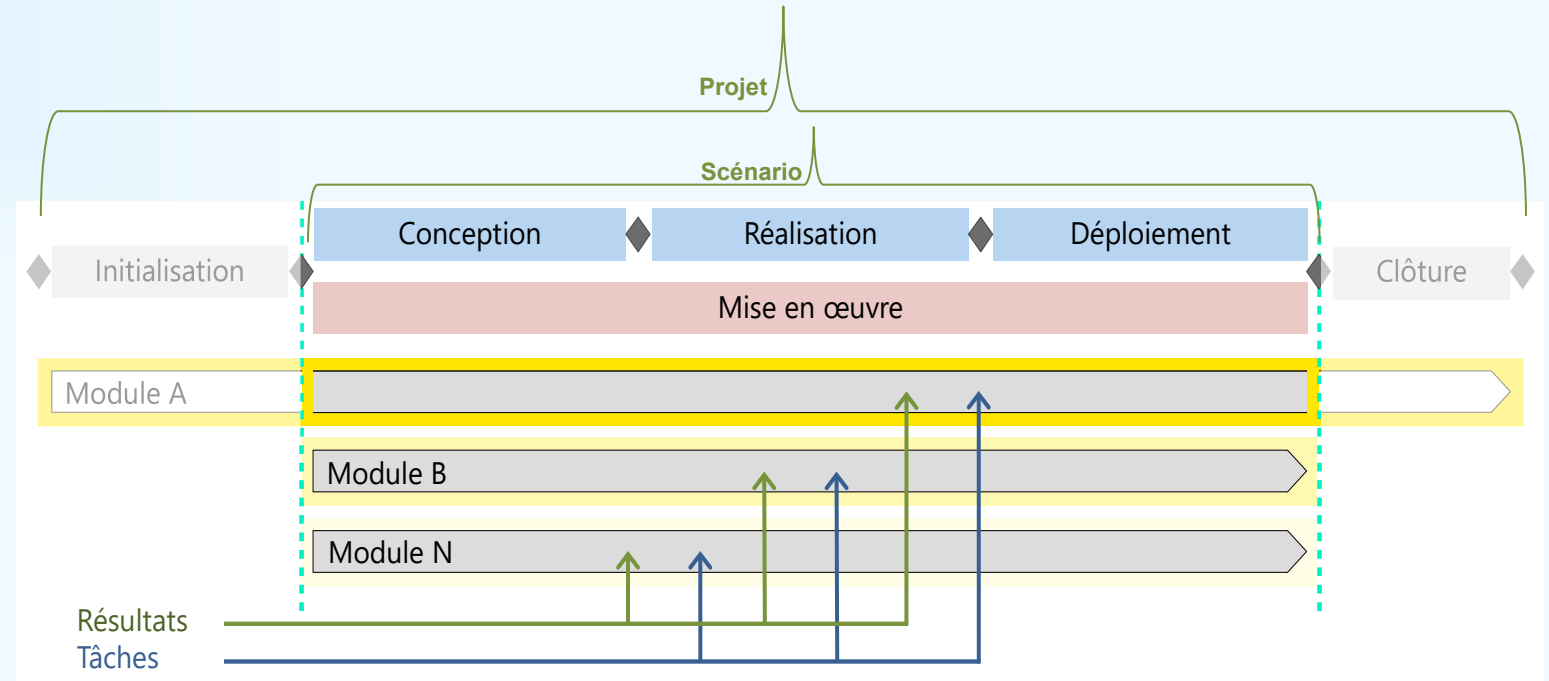 Projet
Scénario
Conception
Réalisation
Déploiement
Initialisation
Clôture
Mise en œuvre
Module A
Module B
Module N
Résultats
Tâches